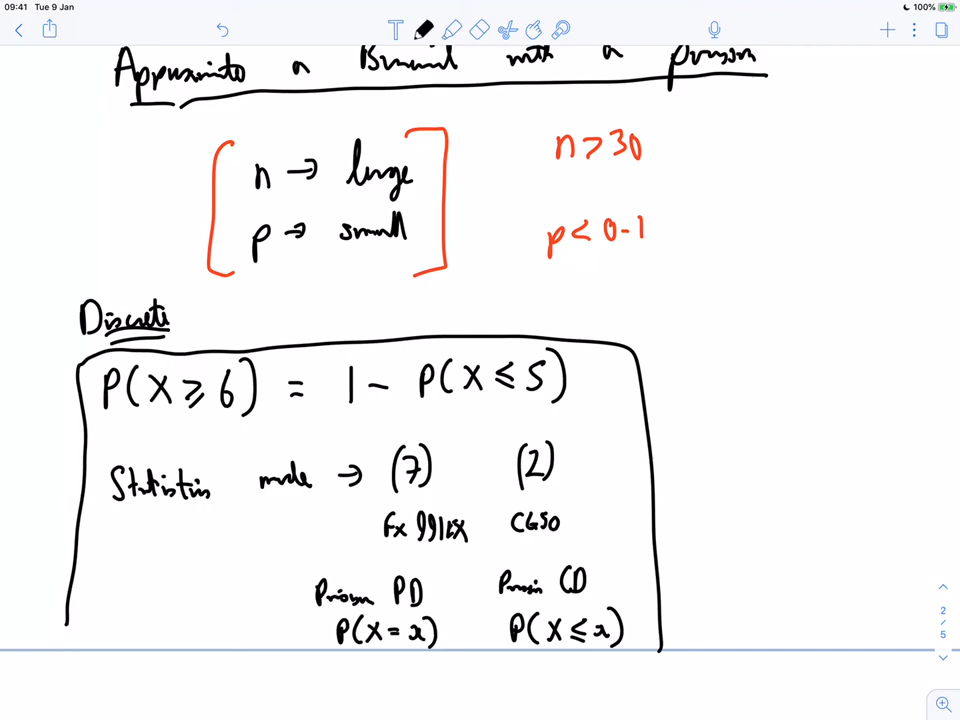 09:41 Tue 9 Jan
100%
Approximate a Binomial with a poisson
n → large
n > 30
p → small
p < 0.1
Discrete
P(X ≥ 6) = 1 - P(X ≤ 5)
Statistics mode → (7) (2)
Fx 991EX CG50
Poisson PD Poisson CD
P(X = x) P(X ≤ x)
2
/
5